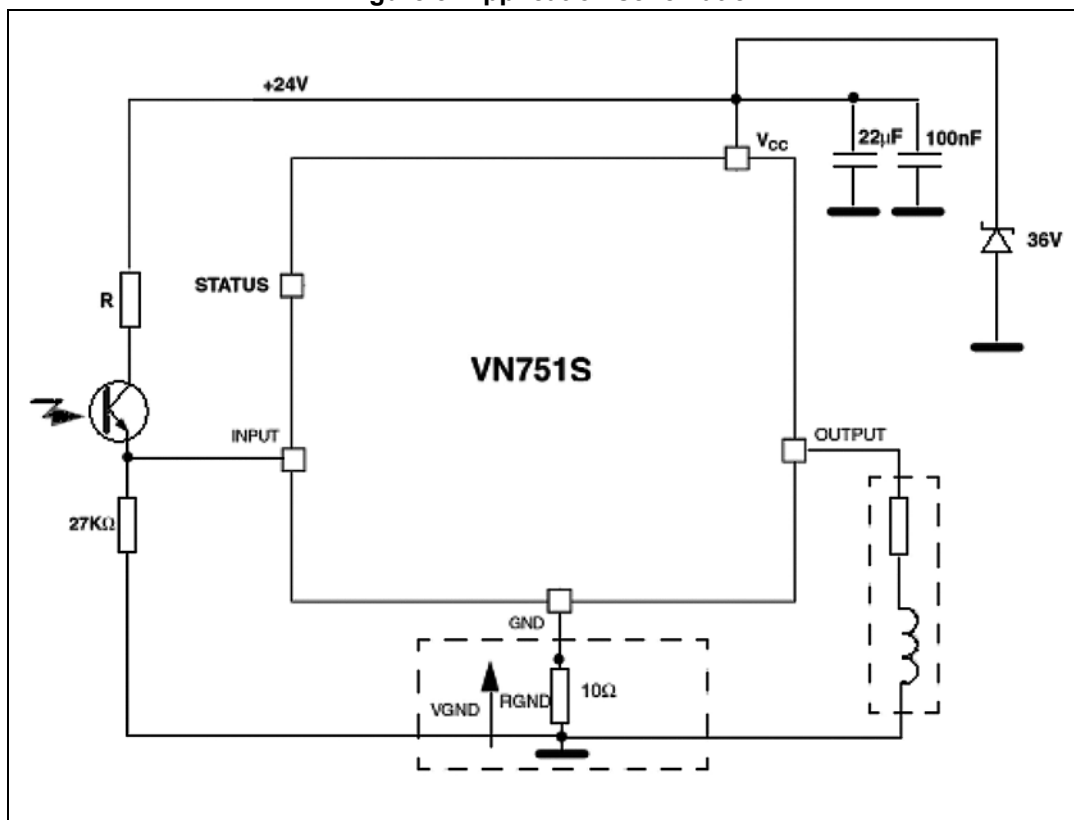 +24V
VCC
22μF
100nF
36V
STATUS
R
VN751S
INPUT
OUTPUT
27KΩ
GND
VGND
RGND
10Ω